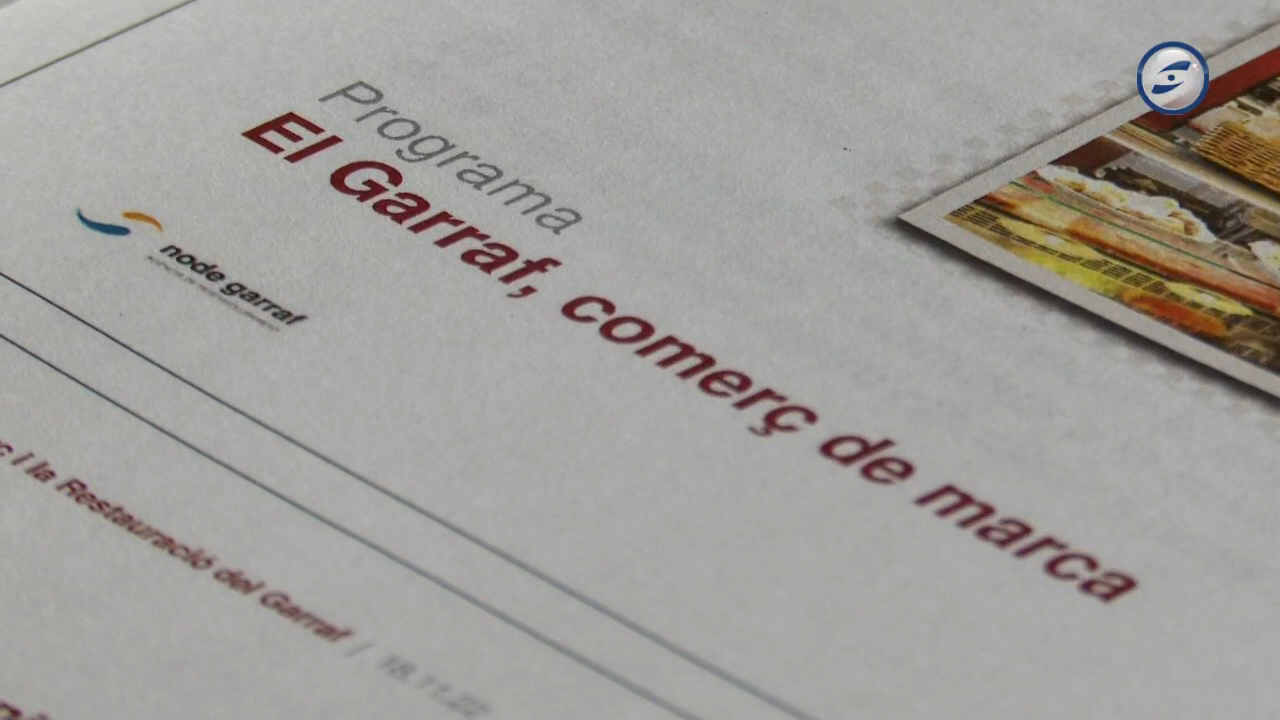 Programa
El Garraf, comerç de marca
node garraf
i la Restauració del Garraf / 18.11.22